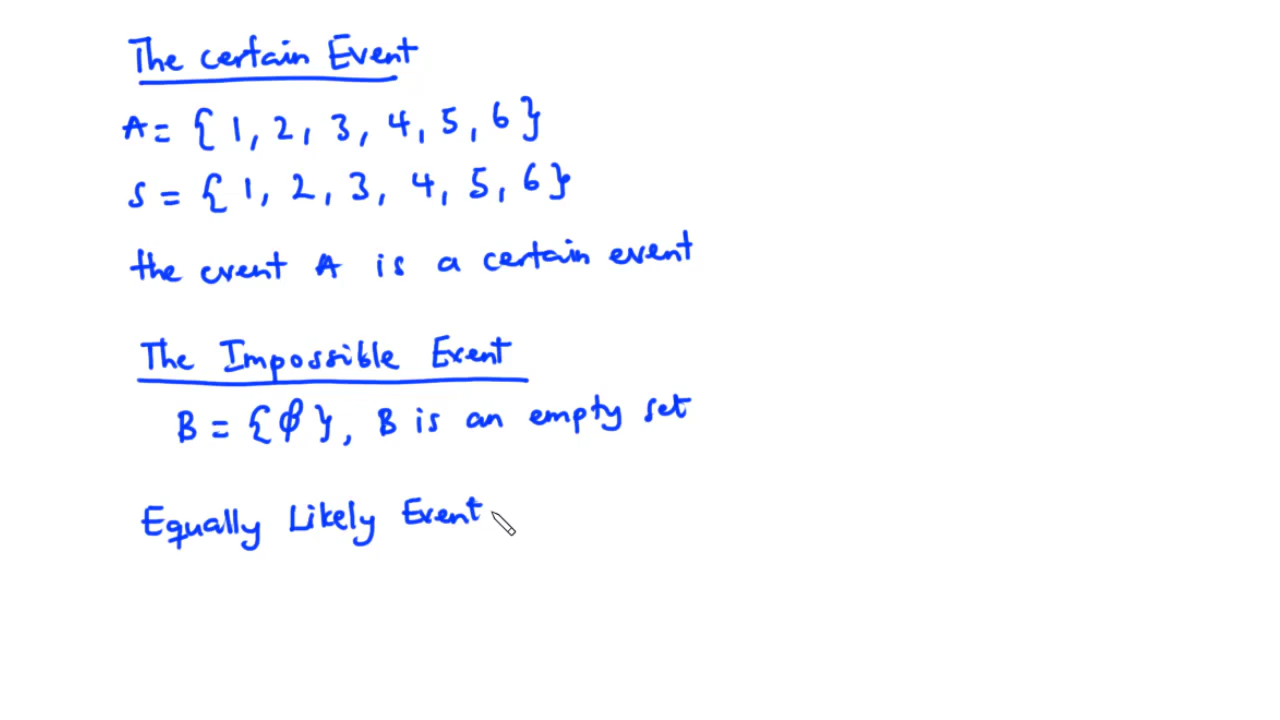 The certain Event
A = { 1, 2, 3, 4, 5, 6 }
S = { 1, 2, 3, 4, 5, 6 }
the event A is a certain event
The Impossible Event
B = { ϕ } , B is an empty set
Equally Likely Event